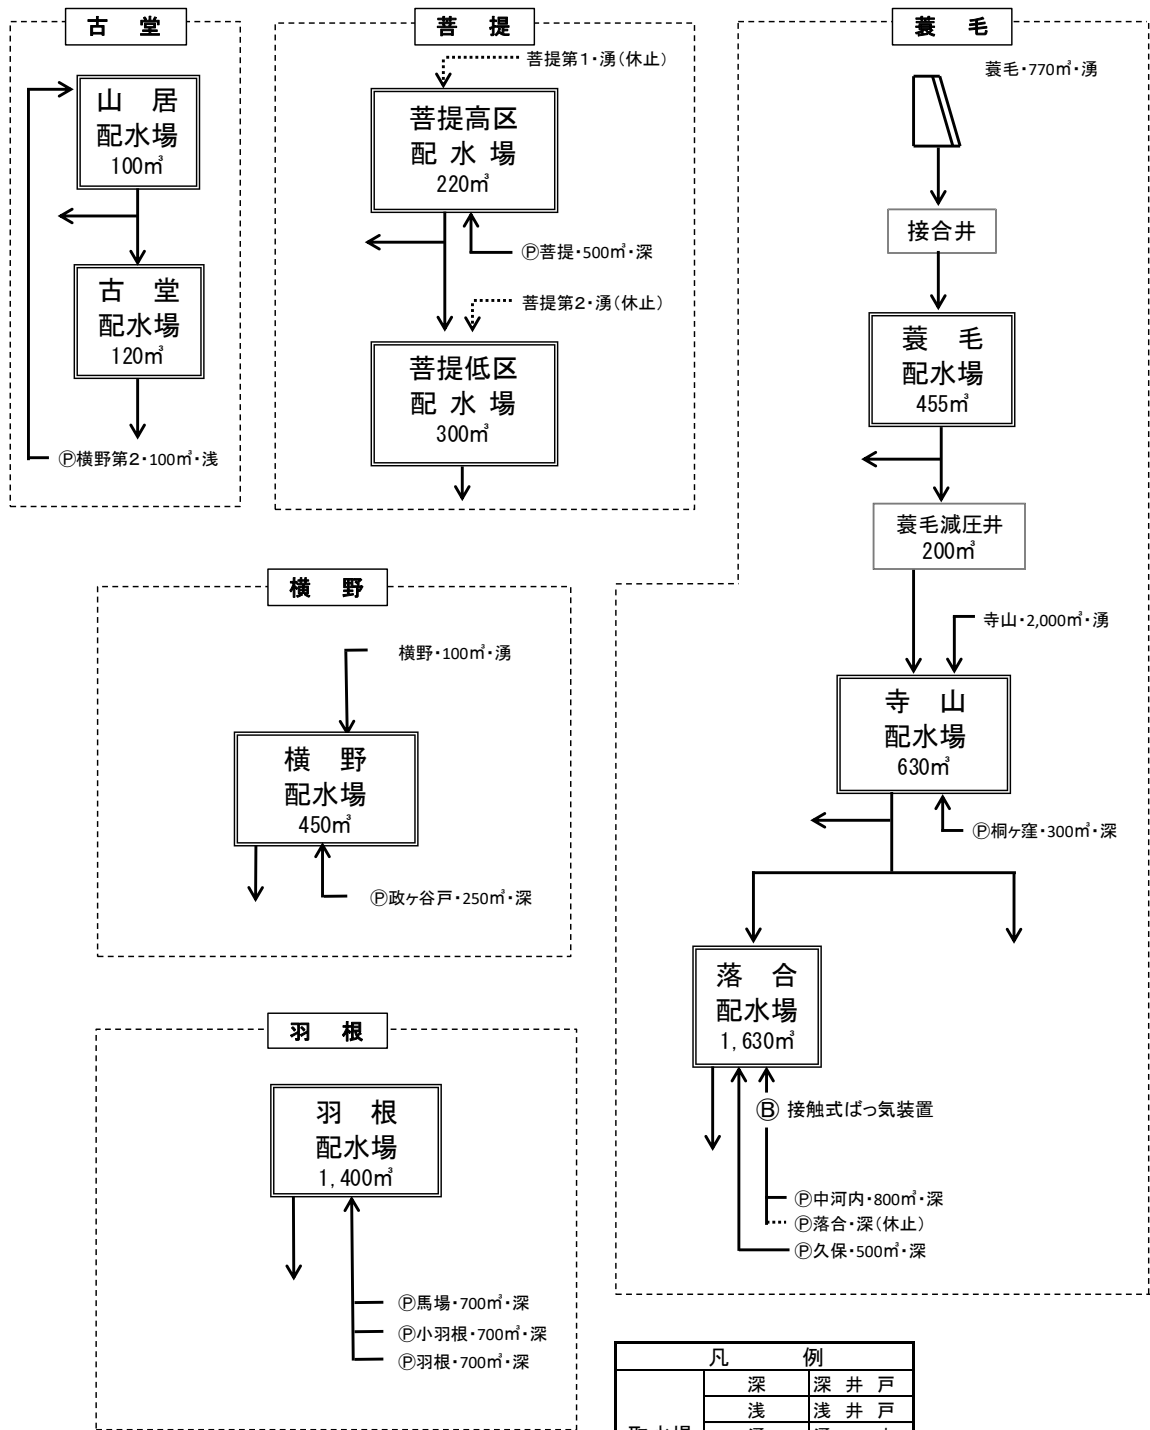 古 堂
山 居
配水場
100㎥
古 堂
配水場
120㎥
Ⓟ横野第2・100㎥・浅
菩 提
菩提第1・湧(休止)
菩提高区
配 水 場
220㎥
Ⓟ菩提・500㎥・深
菩提第2・湧(休止)
菩提低区
配 水 場
300㎥
蓑 毛
蓑毛・770㎥・湧
接合井
蓑 毛
配水場
455㎥
蓑毛減圧井
200㎥
寺山・2,000㎥・湧
寺 山
配水場
630㎥
Ⓟ桐ヶ窪・300㎥・深
落 合
配水場
1,630㎥
Ⓑ 接触式ばっ気装置
Ⓟ中河内・800㎥・深
Ⓟ落合・深(休止)
Ⓟ久保・500㎥・深
横 野
横野・100㎥・湧
横 野
配水場
450㎥
Ⓟ政ヶ谷戸・250㎥・深
羽 根
羽 根
配水場
1,400㎥
Ⓟ馬場・700㎥・深
Ⓟ小羽根・700㎥・深
Ⓟ羽根・700㎥・深
凡 例
深 深 井 戸
浅 浅 井 戸